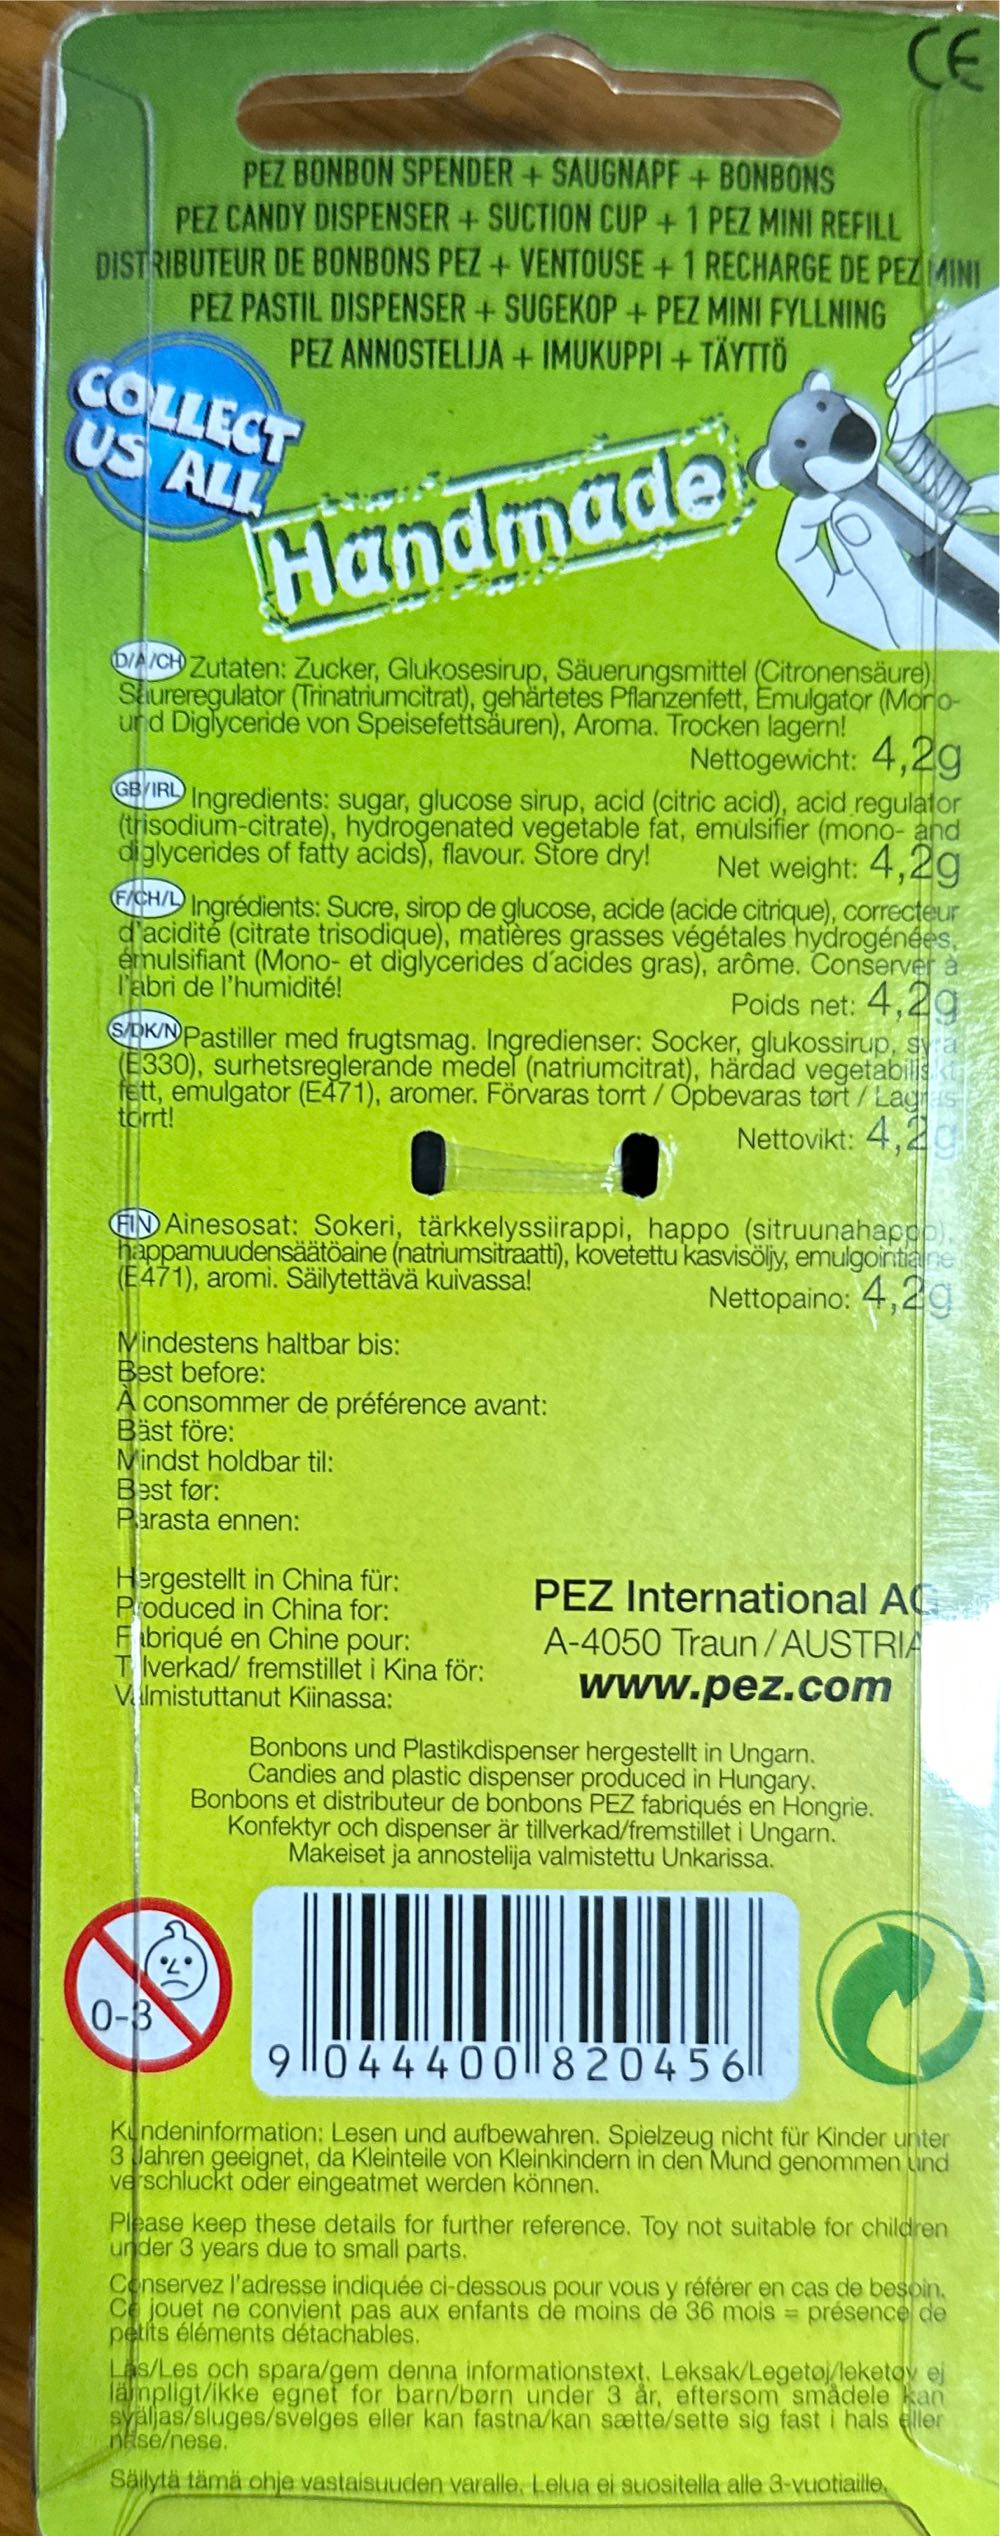 CE
PEZ BONBON SPENDER + SAUGNAPF + BONBONS
PEZ CANDY DISPENSER + SUCTION CUP + 1 PEZ MINI REFILL
DISTRIBUTEUR DE BONBONS PEZ + VENTOUSE + 1 RECHARGE DE PEZ MINI
PEZ PASTIL DISPENSER + SUGEKOP + PEZ MINI FYLLNING
PEZ ANNOSTELIJA + IMUKUPPI + TÄYTTÖ
COLLECT
US ALL
Handmade
D/A/CH Zutaten: Zucker, Glukosesirup, Säuerungsmittel (Citronensäure),
Säureregulator (Trinatriumcitrat), gehärtetes Pflanzenfett, Emulgator (Mono-
und Diglyceride von Speisefettsäuren), Aroma. Trocken lagern!
Nettogewicht: 4,2g
GB/IRL Ingredients: sugar, glucose sirup, acid (citric acid), acid regulator
(trisodium-citrate), hydrogenated vegetable fat, emulsifier (mono- and
diglycerides of fatty acids), flavour. Store dry!
Net weight: 4,2g
F/CH/L Ingrédients: Sucre, sirop de glucose, acide (acide citrique), correcteur
d'acidité (citrate trisodique), matières grasses végétales hydrogénées,
émulsifiant (Mono- et diglycerides d´acides gras), arôme. Conserver à
l'abri de l'humidité!
Poids net: 4,2g
S/DK/N Pastiller med frugtsmag. Ingredienser: Socker, glukossirup, syra
(E330), surhetsreglerande medel (natriumcitrat), härdad vegetabiliskt
fett, emulgator (E471), aromer. Förvaras torrt / Opbevares tørt / Lagras
torrt!
Nettovikt: 4,2g
FIN Ainesosat: Sokeri, tärkkelyssiirappi, happo (sitruunahappo),
happamuudensäätöaine (natriumsitraatti), kovetettu kasvisöljy, emulgointiaine
(E471), aromi. Säilytettävä kuivassa!
Nettopaino: 4,2g
Mindestens haltbar bis:
Best before:
À consommer de préférence avant:
Bäst före:
Mindst holdbar til:
Best før:
Parasta ennen:
Hergestellt in China für:
Produced in China for:
Fabriqué en Chine pour:
Tilverkad/ fremstillet i Kina för:
Valmistuttanut Kiinassa:
PEZ International AG
A-4050 Traun / AUSTRIA
www.pez.com
Bonbons und Plastikdispenser hergestellt in Ungarn.
Candies and plastic dispenser produced in Hungary.
Bonbons et distributeur de bonbons PEZ fabriqués en Hongrie.
Konfektyr och dispenser är tillverkad/fremstillet i Ungarn.
Makeiset ja annostelija valmistettu Unkarissa.
0-3
9 044400 820456
Kundeninformation: Lesen und aufbewahren. Spielzeug nicht für Kinder unter
3 Jahren geeignet, da Kleinteile von Kleinkindern in den Mund genommen und
verschluckt oder eingeatmet werden können.
Please keep these details for further reference. Toy not suitable for children
under 3 years due to small parts.
Conservez l'adresse indiquée ci-dessous pour vous y référer en cas de besoin.
Ce jouet ne convient pas aux enfants de moins de 36 mois = présence de
petits éléments détachables.
Läs/Les och spara/gem denna informationstext. Leksak/Legetøj/leketøy ej
lämpligt/ikke egnet for barn/børn under 3 år, eftersom smådele kan
sväljas/sluges/svelges eller kan fastna/kan sætte/sette sig fast i hals eller
näse/nese.
Säilytä tämä ohje vastaisuuden varalle. Lelua ei suositella alle 3-vuotiaille.